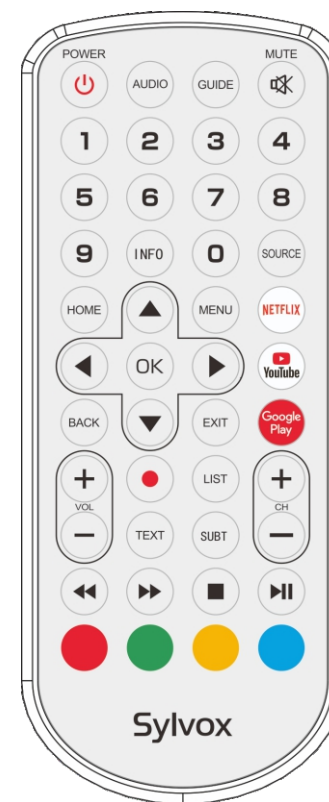 POWER MUTE
AUDIO GUIDE
1 2 3 4
5 6 7 8
9 INFO 0 SOURCE
HOME MENU NETFLIX
OK YouTube
BACK EXIT Google Play
+ LIST +
VOL CH
- TEXT SUBT -
Sylvox